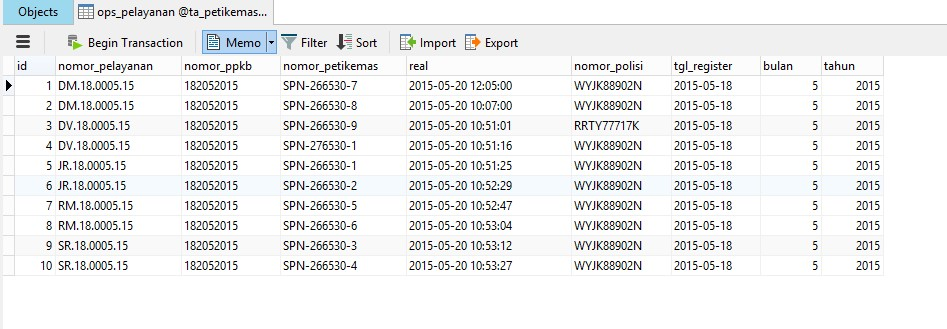 Objects ops_pelayanan @ta_petikemas...
Begin Transaction Memo Filter Sort Import Export
id nomor_pelayanan nomor_ppkb nomor_petikemas real nomor_polisi tgl_register bulan tahun
1 DM.18.0005.15 182052015 SPN-266530-7 2015-05-20 12:05:00 WYJK88902N 2015-05-18 5 2015
2 DM.18.0005.15 182052015 SPN-266530-8 2015-05-20 10:07:00 WYJK88902N 2015-05-18 5 2015
3 DV.18.0005.15 182052015 SPN-266530-9 2015-05-20 10:51:01 RRTY77717K 2015-05-18 5 2015
4 DV.18.0005.15 182052015 SPN-276530-1 2015-05-20 10:51:16 WYJK88902N 2015-05-18 5 2015
5 JR.18.0005.15 182052015 SPN-266530-1 2015-05-20 10:51:25 WYJK88902N 2015-05-18 5 2015
6 JR.18.0005.15 182052015 SPN-266530-2 2015-05-20 10:52:29 WYJK88902N 2015-05-18 5 2015
7 RM.18.0005.15 182052015 SPN-266530-5 2015-05-20 10:52:47 WYJK88902N 2015-05-18 5 2015
8 RM.18.0005.15 182052015 SPN-266530-6 2015-05-20 10:53:04 WYJK88902N 2015-05-18 5 2015
9 SR.18.0005.15 182052015 SPN-266530-3 2015-05-20 10:53:12 WYJK88902N 2015-05-18 5 2015
10 SR.18.0005.15 182052015 SPN-266530-4 2015-05-20 10:53:27 WYJK88902N 2015-05-18 5 2015